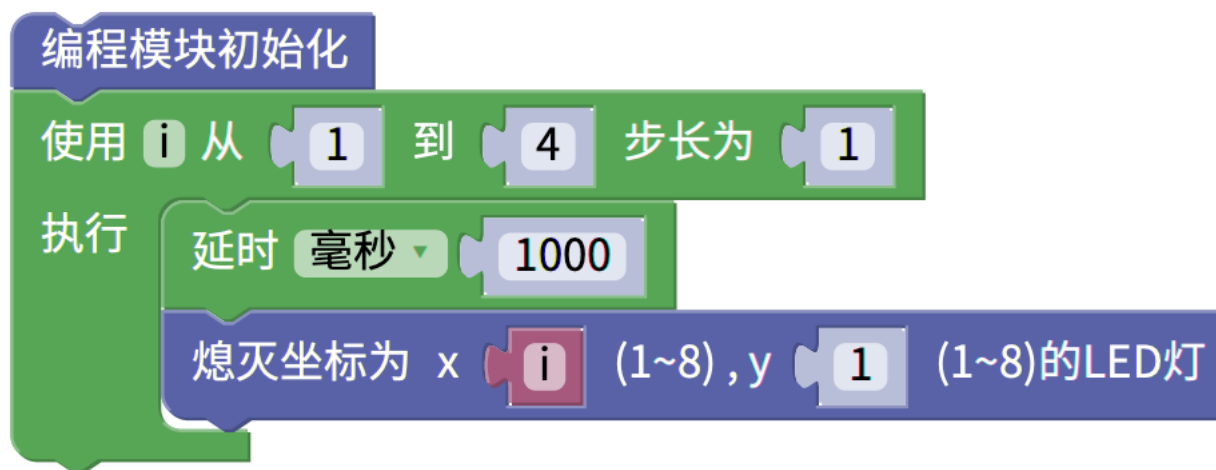 编程模块初始化
使用 i 从 1 到 4 步长为 1
执行
延时 毫秒 1000
熄灭坐标为 x i (1~8) , y 1 (1~8)的LED灯